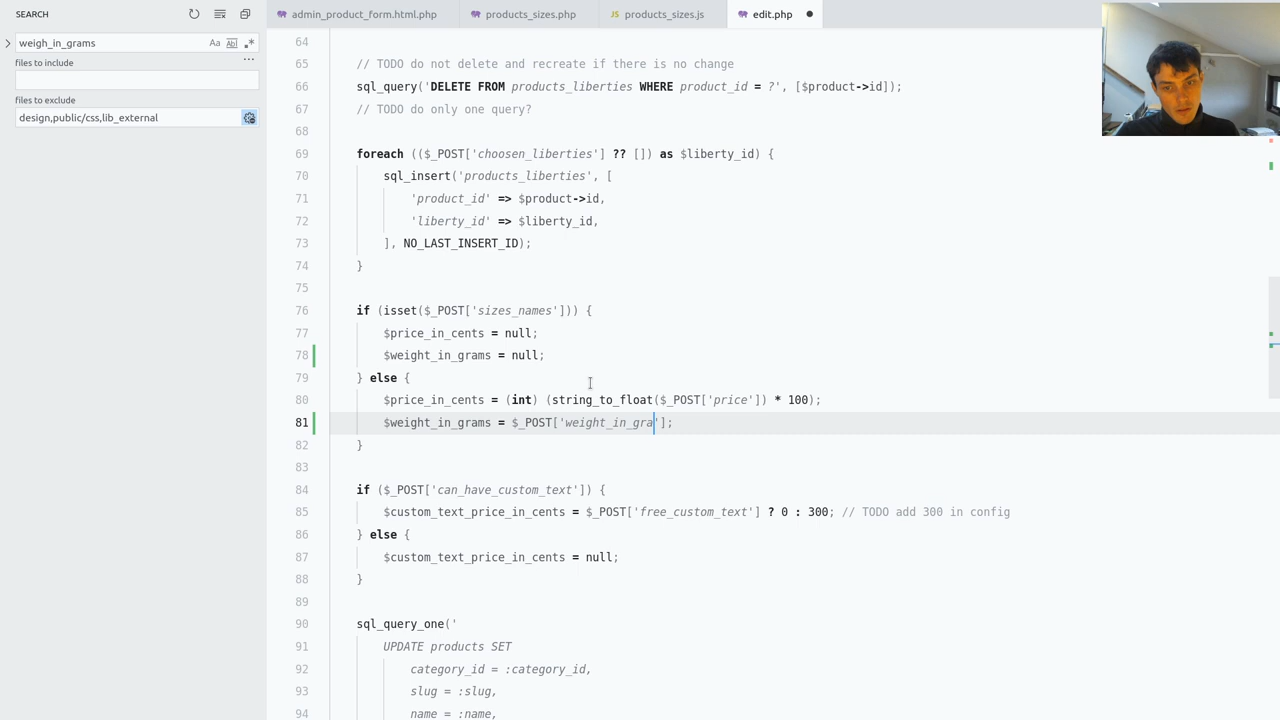 SEARCH
weigh_in_grams
Aa Ab .*
files to include
...
files to exclude
design,public/css,lib_external
admin_product_form.html.php products_sizes.php JS products_sizes.js edit.php
64
65 // TODO do not delete and recreate if there is no change
66 sql_query('DELETE FROM products_liberties WHERE product_id = ?', [$product->id]);
67 // TODO do only one query?
68
69 foreach (($_POST['choosen_liberties'] ?? []) as $liberty_id) {
70 sql_insert('products_liberties', [
71 'product_id' => $product->id,
72 'liberty_id' => $liberty_id,
73 ], NO_LAST_INSERT_ID);
74 }
75
76 if (isset($_POST['sizes_names'])) {
77 $price_in_cents = null;
78 $weight_in_grams = null;
79 } else {
80 $price_in_cents = (int) (string_to_float($_POST['price']) * 100);
81 $weight_in_grams = $_POST['weight_in_gra'];
82 }
83
84 if ($_POST['can_have_custom_text']) {
85 $custom_text_price_in_cents = $_POST['free_custom_text'] ? 0 : 300; // TODO add 300 in config
86 } else {
87 $custom_text_price_in_cents = null;
88 }
89
90 sql_query_one('
91 UPDATE products SET
92 category_id = :category_id,
93 slug = :slug,
94 name = :name,